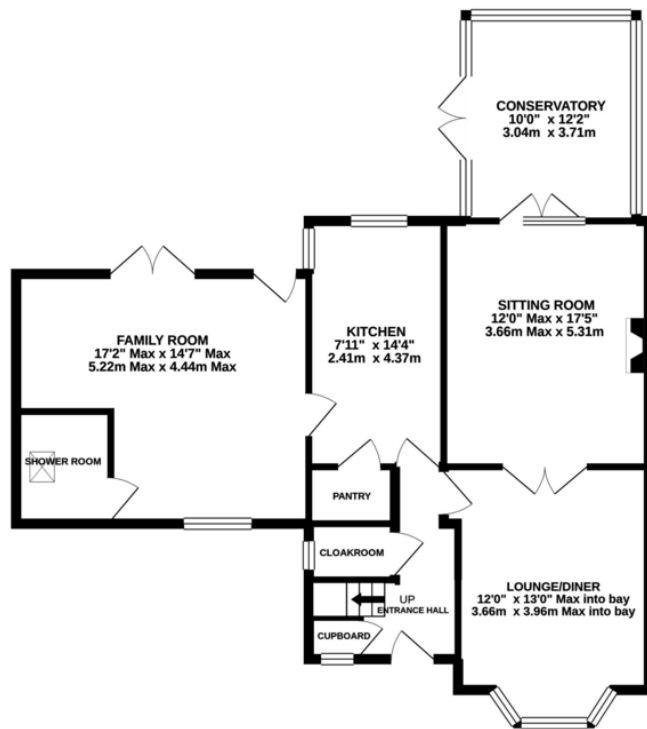 CONSERVATORY
10'0" x 12'2"
3.04m x 3.71m
SITTING ROOM
12'0" Max x 17'5"
3.66m Max x 5.31m
KITCHEN
7'11" x 14'4"
2.41m x 4.37m
FAMILY ROOM
17'2" Max x 14'7" Max
5.22m Max x 4.44m Max
SHOWER ROOM
PANTRY
CLOAKROOM
UP
ENTRANCE HALL
CUPBOARD
LOUNGE/DINER
12'0" x 13'0" Max into bay
3.66m x 3.96m Max into bay